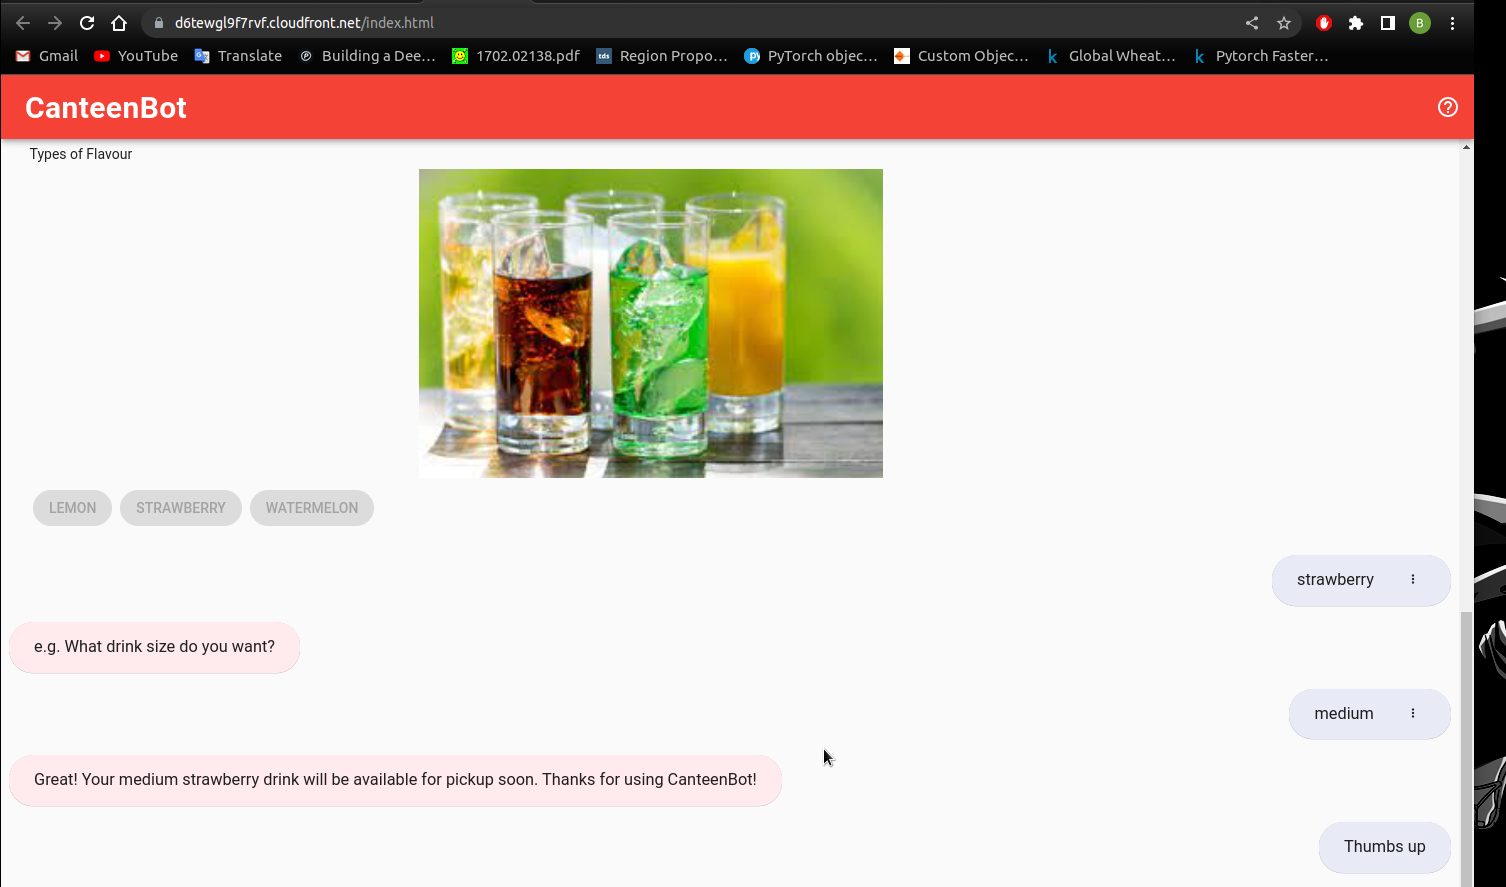 d6tewgl9f7rvf.cloudfront.net/index.html
B
Gmail YouTube Translate Building a Dee... 1702.02138.pdf tds Region Propo... PyTorch objec... Custom Objec... k Global Wheat... k Pytorch Faster...
CanteenBot
Types of Flavour
LEMON STRAWBERRY WATERMELON
strawberry
e.g. What drink size do you want?
medium
Great! Your medium strawberry drink will be available for pickup soon. Thanks for using CanteenBot!
Thumbs up